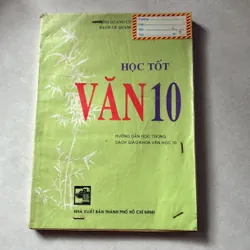 HỌC TỐT
VĂN 10
HƯỚNG DẪN HỌC TRONG
SÁCH GIÁO KHOA VĂN HỌC 10
NHÀ XUẤT BẢN THÀNH PHỐ HỒ CHÍ MINH